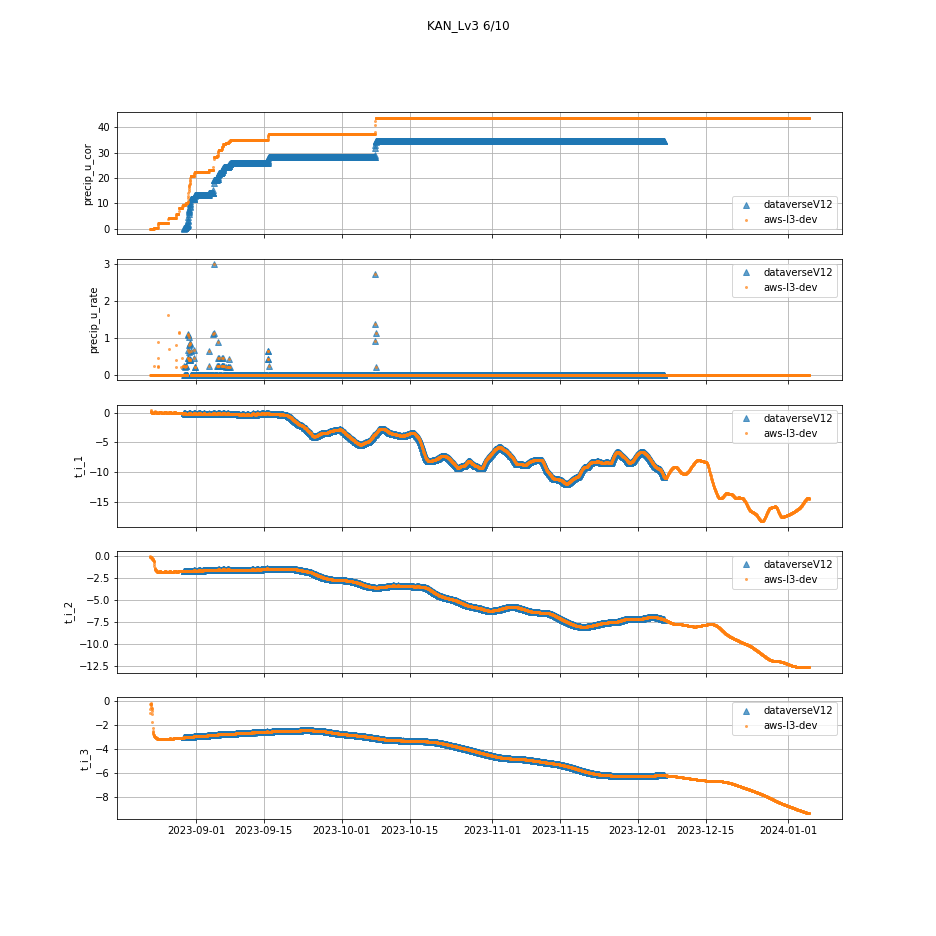 KAN_Lv3 6/10
precip_u_cor
40
30
20
10
0
dataverseV12
aws-l3-dev
precip_u_rate
3
2
1
0
dataverseV12
aws-l3-dev
t_i_1
0
−5
−10
−15
dataverseV12
aws-l3-dev
t_i_2
0.0
−2.5
−5.0
−7.5
−10.0
−12.5
dataverseV12
aws-l3-dev
t_i_3
0
−2
−4
−6
−8
dataverseV12
aws-l3-dev
2023-09-01 2023-09-15 2023-10-01 2023-10-15 2023-11-01 2023-11-15 2023-12-01 2023-12-15 2024-01-01